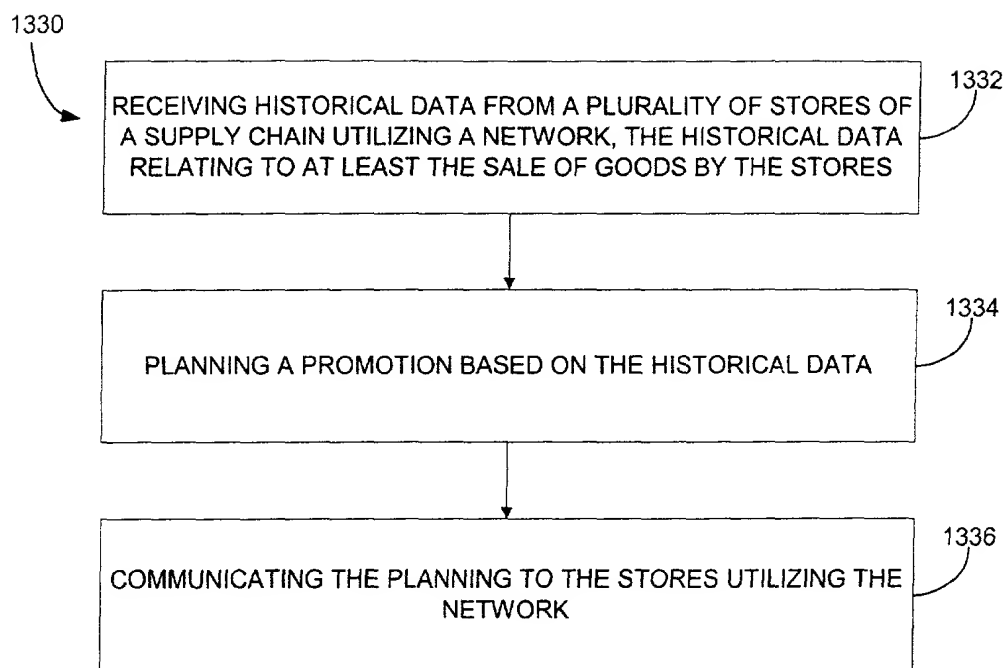 1330
1332
RECEIVING HISTORICAL DATA FROM A PLURALITY OF STORES OF
A SUPPLY CHAIN UTILIZING A NETWORK, THE HISTORICAL DATA
RELATING TO AT LEAST THE SALE OF GOODS BY THE STORES
1334
PLANNING A PROMOTION BASED ON THE HISTORICAL DATA
1336
COMMUNICATING THE PLANNING TO THE STORES UTILIZING THE
NETWORK